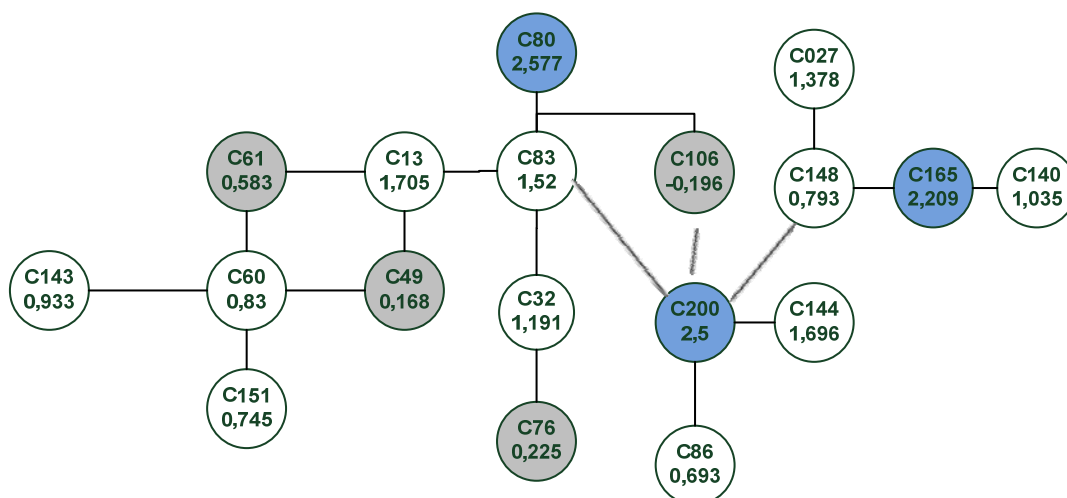 C80
2,577
C027
1,378
C61
0,583
C13
1,705
C83
1,52
C106
-0,196
C148
0,793
C165
2,209
C140
1,035
C143
0,933
C60
0,83
C49
0,168
C32
1,191
C200
2,5
C144
1,696
C151
0,745
C76
0,225
C86
0,693